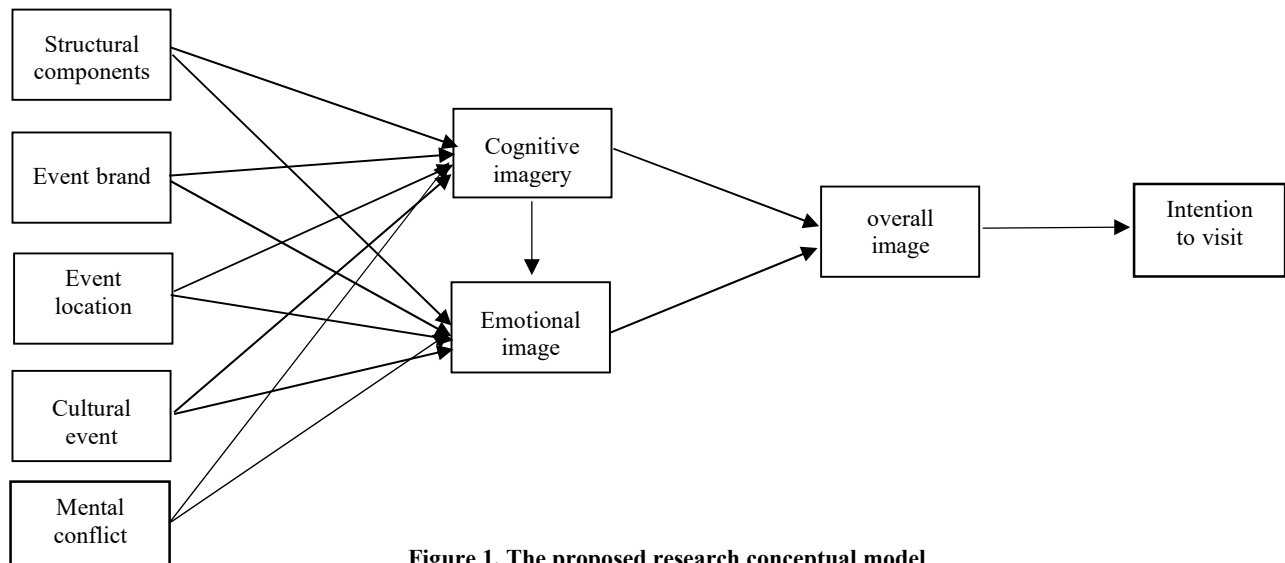 Structural
components
Event brand
Event
location
Cultural
event
Mental
conflict
Cognitive
imagery
Emotional
image
overall
image
Intention
to visit
Figure 1. The proposed research conceptual model